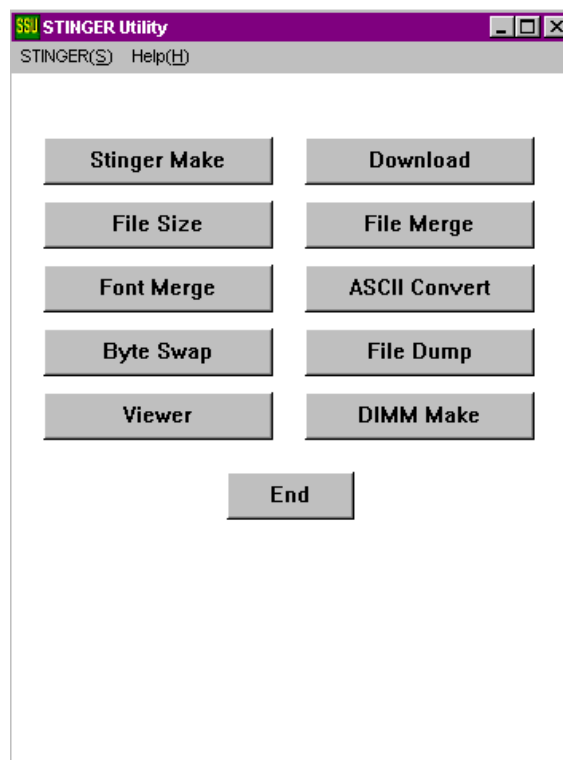 SSU STINGER Utility
STINGER(S) Help(H)
Stinger Make Download
File Size File Merge
Font Merge ASCII Convert
Byte Swap File Dump
Viewer DIMM Make
End